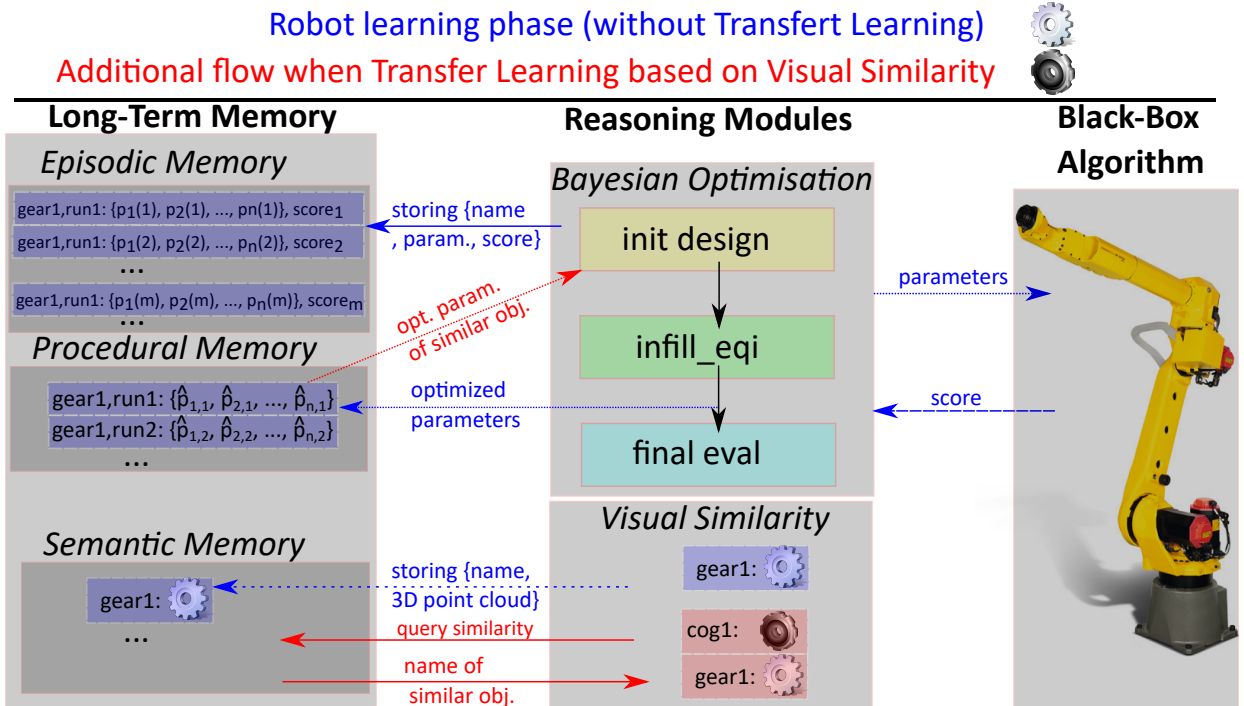 Robot learning phase (without Transfert Learning)
Additional flow when Transfer Learning based on Visual Similarity
Long-Term Memory
Episodic Memory
gear1,run1: {p₁(1), p₂(1), ..., pn(1)}, score₁
gear1,run1: {p₁(2), p₂(2), ..., pₙ(2)}, score₂
...
gear1,run1: {p₁(m), p₂(m), ..., pₙ(m)}, scoreₘ
...
Procedural Memory
gear1,run1: {p̂₁,₁, p̂₂,₁, ..., p̂ₙ,₁}
gear1,run2: {p̂₁,₂, p̂₂,₂, ..., p̂ₙ,₂}
...
Semantic Memory
gear1:
...
storing {name
, param., score}
opt. param.
of similar obj.
optimized
parameters
storing {name,
3D point cloud}
query similarity
name of
similar obj.
Reasoning Modules
Bayesian Optimisation
init design
infill_eqi
final eval
Visual Similarity
gear1:
cog1:
gear1:
parameters
score
Black-Box
Algorithm